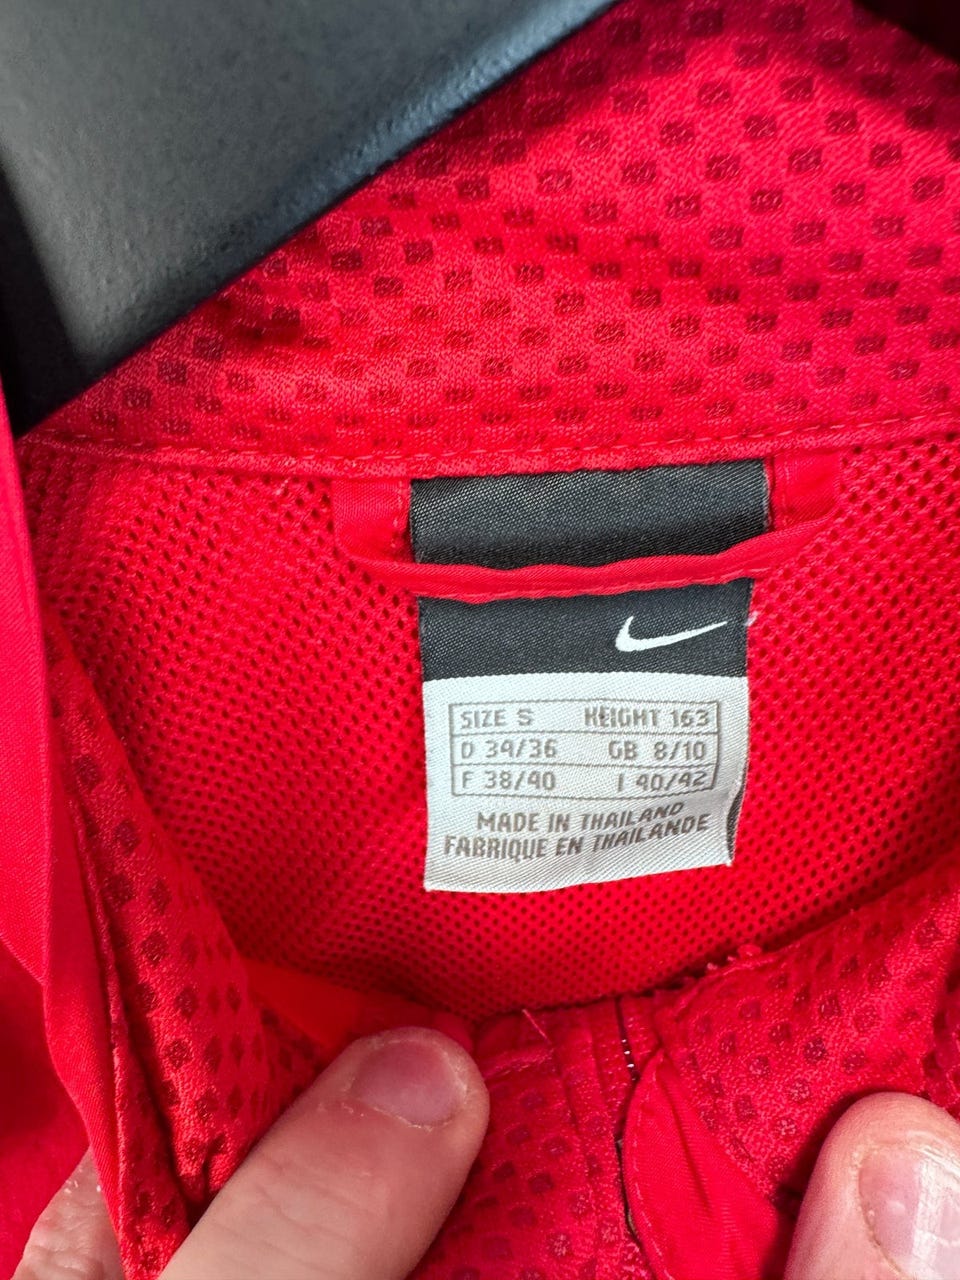 SIZE S HEIGHT 163
D 34/36 GB 8/10
F 38/40 I 40/42
MADE IN THAILAND
FABRIQUE EN THAILANDE